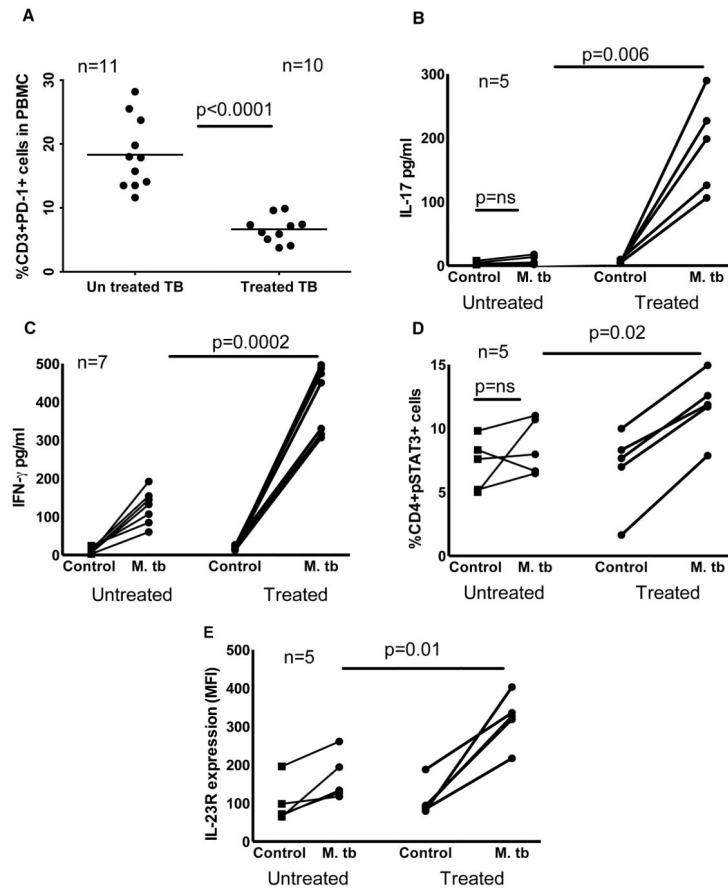 A
n=11
n=10
p<0.0001
%CD3+PD-1+ cells in PBMC
30
20
10
0
Un treated TB
Treated TB
B
p=0.006
n=5
p=ns
IL-17 pg/ml
300
200
100
0
Control
M. tb
Control
M. tb
Untreated
Treated
C
p=0.0002
n=7
IFN-γ pg/ml
500
400
300
200
100
0
Control
M. tb
Control
M. tb
Untreated
Treated
D
p=0.02
n=5
p=ns
%CD4+pSTAT3+ cells
15
10
5
0
Control
M. tb
Control
M. tb
Untreated
Treated
E
p=0.01
n=5
IL-23R expression (MFI)
500
400
300
200
100
0
Control
M. tb
Control
M. tb
Untreated
Treated